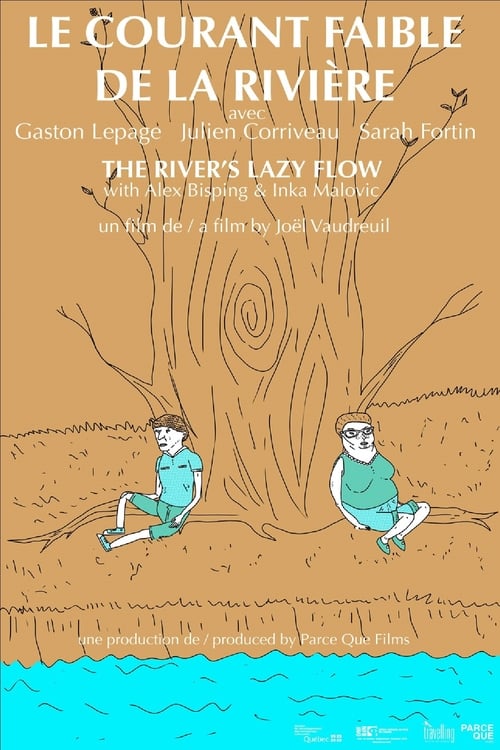 LE COURANT FAIBLE
DE LA RIVIÈRE
avec
Gaston Lepage Julien Corriveau Sarah Fortin
THE RIVER'S LAZY FLOW
with Alex Bisping & Inka Malovic
un film de / a film by Joël Vaudreuil
une production de / produced by Parce Que Films
Québec
travelling
PARCE
QUE